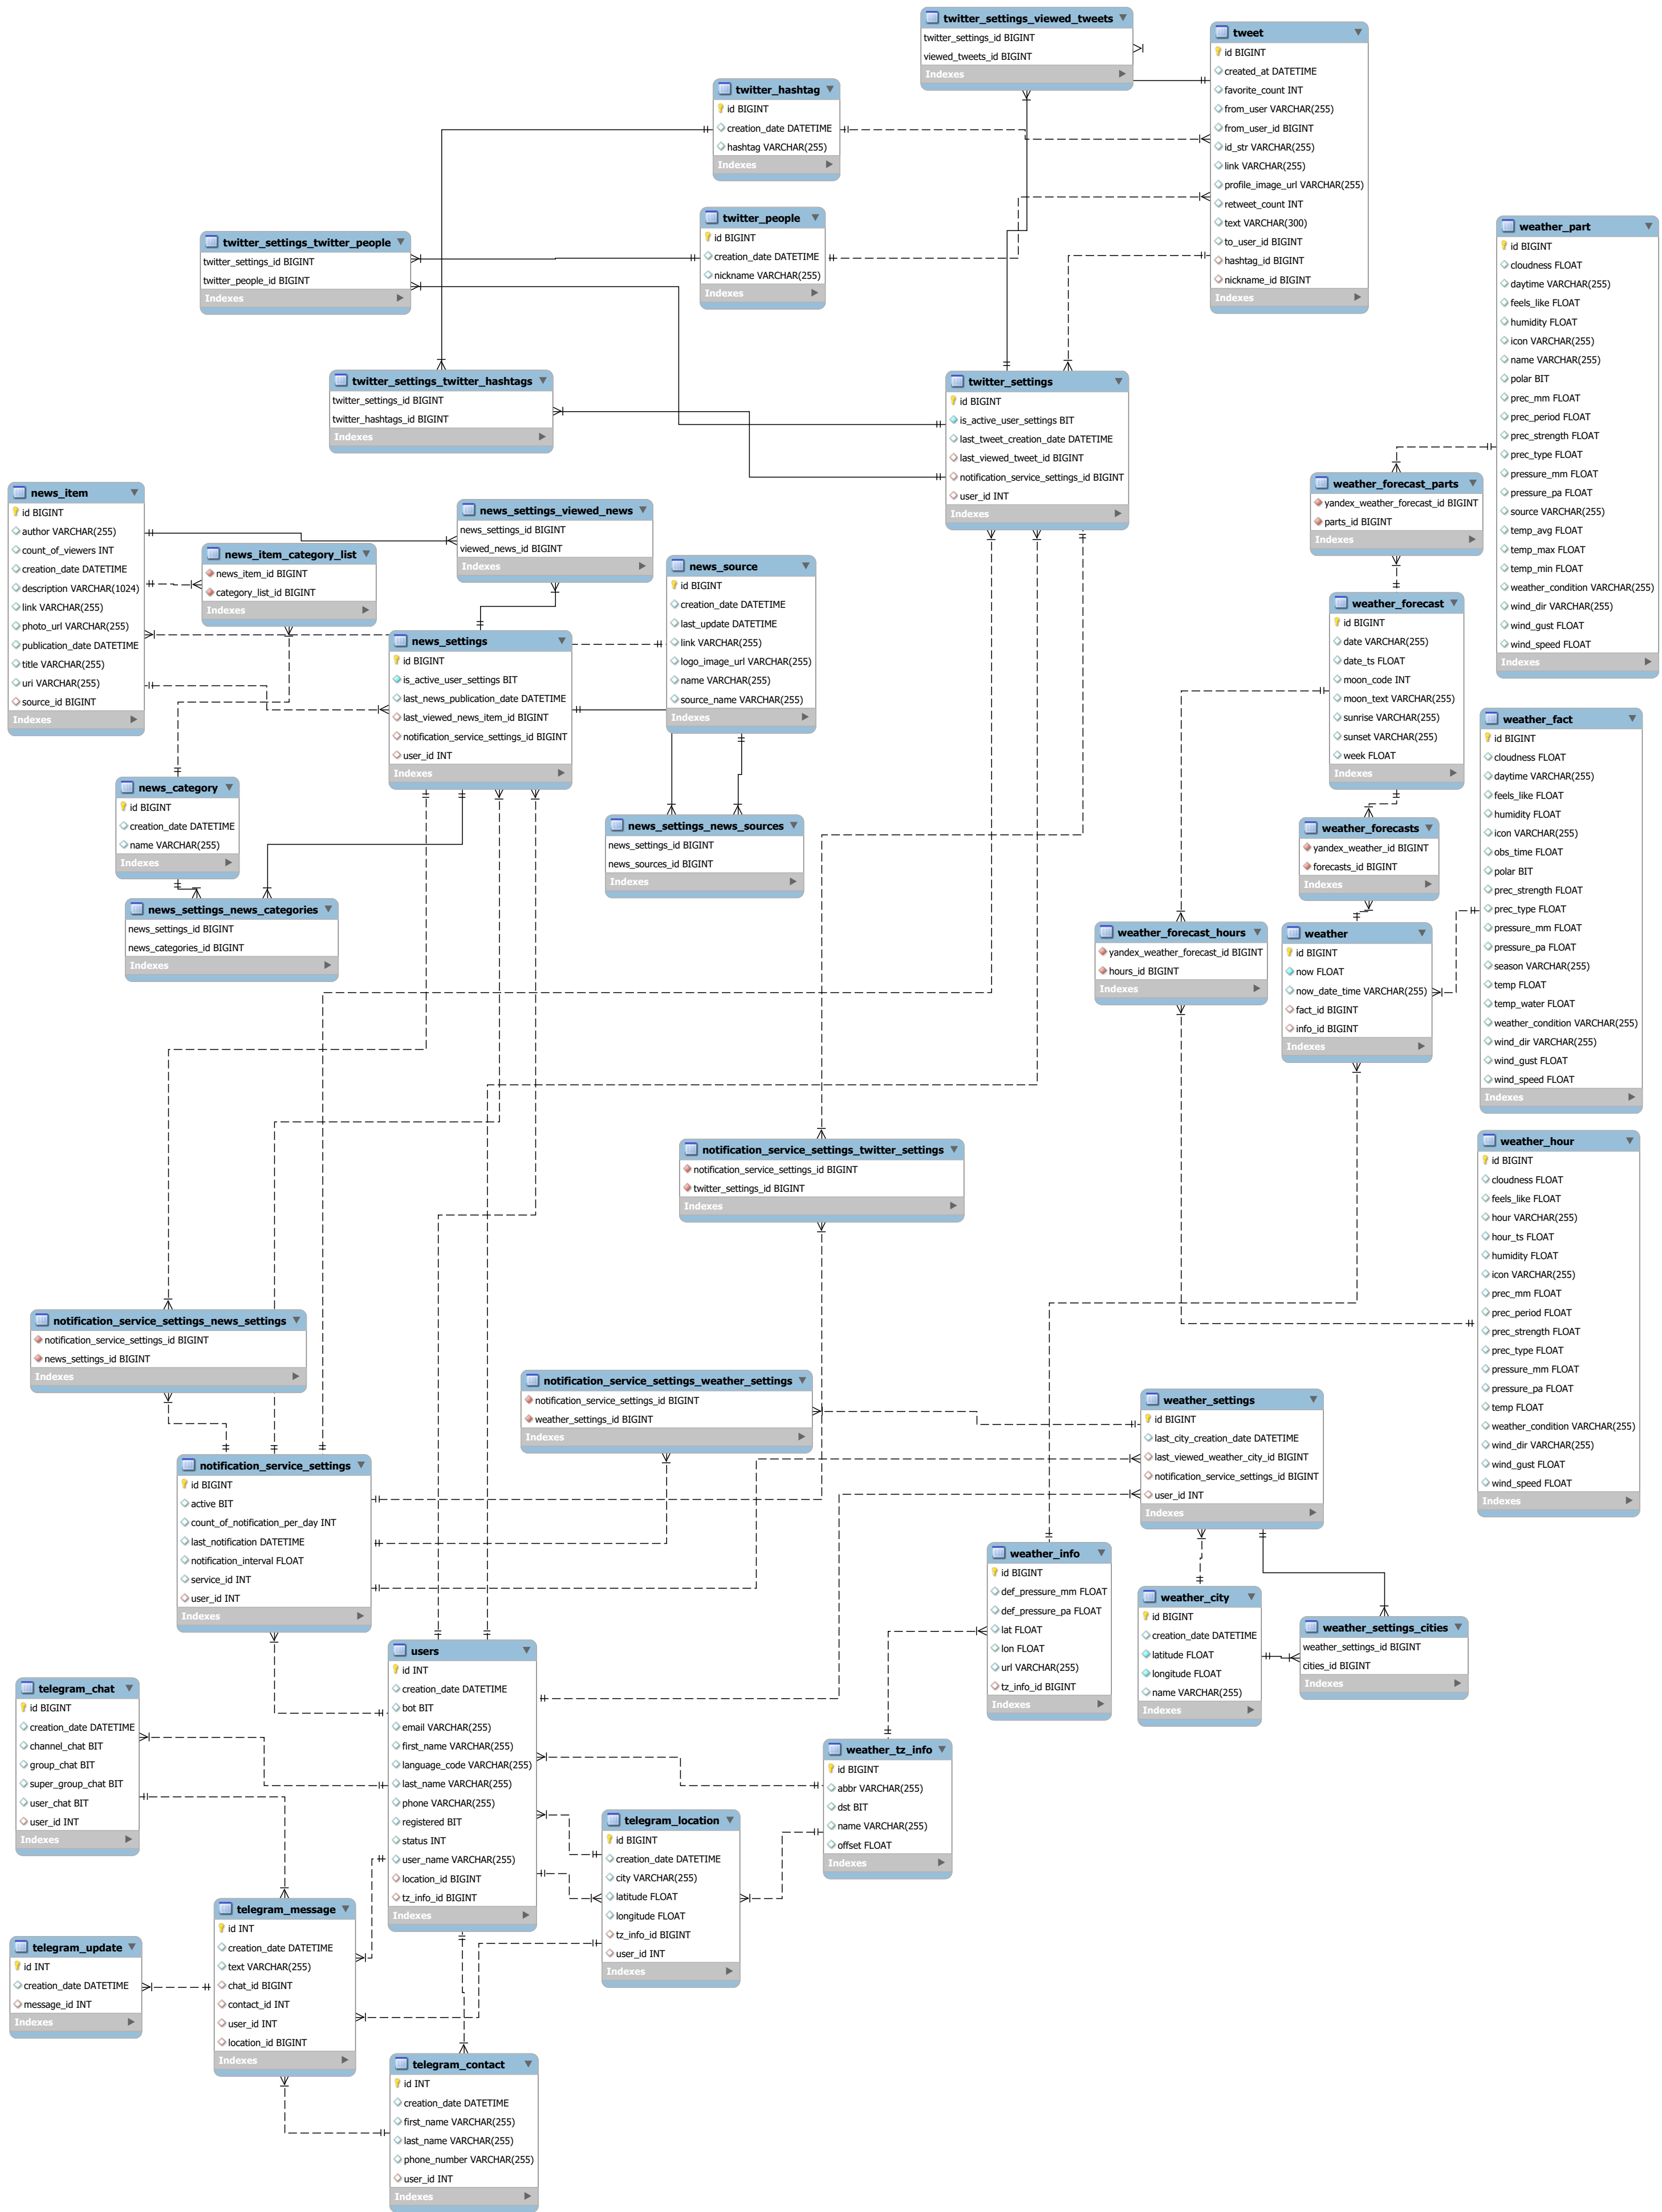 twitter_settings_viewed_tweets
twitter_settings_id BIGINT
viewed_tweets_id BIGINT
Indexes
tweet
id BIGINT
created_at DATETIME
favorite_count INT
from_user VARCHAR(255)
from_user_id BIGINT
id_str VARCHAR(255)
link VARCHAR(255)
profile_image_url VARCHAR(255)
retweet_count INT
text VARCHAR(300)
to_user_id BIGINT
hashtag_id BIGINT
nickname_id BIGINT
Indexes
twitter_hashtag
id BIGINT
creation_date DATETIME
hashtag VARCHAR(255)
Indexes
twitter_people
id BIGINT
creation_date DATETIME
nickname VARCHAR(255)
Indexes
twitter_settings_twitter_people
twitter_settings_id BIGINT
twitter_people_id BIGINT
Indexes
weather_part
id BIGINT
cloudness FLOAT
daytime VARCHAR(255)
feels_like FLOAT
humidity FLOAT
icon VARCHAR(255)
name VARCHAR(255)
polar BIT
prec_mm FLOAT
prec_period FLOAT
prec_strength FLOAT
prec_type FLOAT
pressure_mm FLOAT
pressure_pa FLOAT
source VARCHAR(255)
temp_avg FLOAT
temp_max FLOAT
temp_min FLOAT
weather_condition VARCHAR(255)
wind_dir VARCHAR(255)
wind_gust FLOAT
wind_speed FLOAT
Indexes
twitter_settings_twitter_hashtags
twitter_settings_id BIGINT
twitter_hashtags_id BIGINT
Indexes
twitter_settings
id BIGINT
is_active_user_settings BIT
last_tweet_creation_date DATETIME
last_viewed_tweet_id BIGINT
notification_service_settings_id BIGINT
user_id INT
Indexes
weather_forecast_parts
yandex_weather_forecast_id BIGINT
parts_id BIGINT
Indexes
news_item
id BIGINT
author VARCHAR(255)
count_of_viewers INT
creation_date DATETIME
description VARCHAR(1024)
link VARCHAR(255)
photo_url VARCHAR(255)
publication_date DATETIME
title VARCHAR(255)
uri VARCHAR(255)
source_id BIGINT
Indexes
news_settings_viewed_news
news_settings_id BIGINT
viewed_news_id BIGINT
Indexes
news_item_category_list
news_item_id BIGINT
category_list_id BIGINT
Indexes
news_source
id BIGINT
creation_date DATETIME
last_update DATETIME
link VARCHAR(255)
logo_image_url VARCHAR(255)
name VARCHAR(255)
source_name VARCHAR(255)
Indexes
weather_forecast
id BIGINT
date VARCHAR(255)
date_ts FLOAT
moon_code INT
moon_text VARCHAR(255)
sunrise VARCHAR(255)
sunset VARCHAR(255)
week FLOAT
Indexes
news_settings
id BIGINT
is_active_user_settings BIT
last_news_publication_date DATETIME
last_viewed_news_item_id BIGINT
notification_service_settings_id BIGINT
user_id INT
Indexes
weather_fact
id BIGINT
cloudness FLOAT
daytime VARCHAR(255)
feels_like FLOAT
humidity FLOAT
icon VARCHAR(255)
obs_time FLOAT
polar BIT
prec_strength FLOAT
prec_type FLOAT
pressure_mm FLOAT
pressure_pa FLOAT
season VARCHAR(255)
temp FLOAT
temp_water FLOAT
weather_condition VARCHAR(255)
wind_dir VARCHAR(255)
wind_gust FLOAT
wind_speed FLOAT
Indexes
news_category
id BIGINT
creation_date DATETIME
name VARCHAR(255)
Indexes
news_settings_news_sources
news_settings_id BIGINT
news_sources_id BIGINT
Indexes
weather_forecasts
yandex_weather_id BIGINT
forecasts_id BIGINT
Indexes
news_settings_news_categories
news_settings_id BIGINT
news_categories_id BIGINT
Indexes
weather_forecast_hours
yandex_weather_forecast_id BIGINT
hours_id BIGINT
Indexes
weather
id BIGINT
now FLOAT
now_date_time VARCHAR(255)
fact_id BIGINT
info_id BIGINT
Indexes
notification_service_settings_twitter_settings
notification_service_settings_id BIGINT
twitter_settings_id BIGINT
Indexes
weather_hour
id BIGINT
cloudness FLOAT
feels_like FLOAT
hour VARCHAR(255)
hour_ts FLOAT
humidity FLOAT
icon VARCHAR(255)
prec_mm FLOAT
prec_period FLOAT
prec_strength FLOAT
prec_type FLOAT
pressure_mm FLOAT
pressure_pa FLOAT
temp FLOAT
weather_condition VARCHAR(255)
wind_dir VARCHAR(255)
wind_gust FLOAT
wind_speed FLOAT
Indexes
notification_service_settings_news_settings
notification_service_settings_id BIGINT
news_settings_id BIGINT
Indexes
notification_service_settings_weather_settings
notification_service_settings_id BIGINT
weather_settings_id BIGINT
Indexes
weather_settings
id BIGINT
last_city_creation_date DATETIME
last_viewed_weather_city_id BIGINT
notification_service_settings_id BIGINT
user_id INT
Indexes
notification_service_settings
id BIGINT
active BIT
count_of_notification_per_day INT
last_notification DATETIME
notification_interval FLOAT
service_id INT
user_id INT
Indexes
weather_info
id BIGINT
def_pressure_mm FLOAT
def_pressure_pa FLOAT
lat FLOAT
lon FLOAT
url VARCHAR(255)
tz_info_id BIGINT
Indexes
weather_city
id BIGINT
creation_date DATETIME
latitude FLOAT
longitude FLOAT
name VARCHAR(255)
Indexes
weather_settings_cities
weather_settings_id BIGINT
cities_id BIGINT
Indexes
users
id INT
creation_date DATETIME
bot BIT
email VARCHAR(255)
first_name VARCHAR(255)
language_code VARCHAR(255)
last_name VARCHAR(255)
phone VARCHAR(255)
registered BIT
status INT
user_name VARCHAR(255)
location_id BIGINT
tz_info_id BIGINT
Indexes
telegram_chat
id BIGINT
creation_date DATETIME
channel_chat BIT
group_chat BIT
super_group_chat BIT
user_chat BIT
user_id INT
Indexes
weather_tz_info
id BIGINT
abbr VARCHAR(255)
dst BIT
name VARCHAR(255)
offset FLOAT
Indexes
telegram_location
id BIGINT
creation_date DATETIME
city VARCHAR(255)
latitude FLOAT
longitude FLOAT
tz_info_id BIGINT
user_id INT
Indexes
telegram_message
id INT
creation_date DATETIME
text VARCHAR(255)
chat_id BIGINT
contact_id INT
user_id INT
location_id BIGINT
Indexes
telegram_update
id INT
creation_date DATETIME
message_id INT
Indexes
telegram_contact
id INT
creation_date DATETIME
first_name VARCHAR(255)
last_name VARCHAR(255)
phone_number VARCHAR(255)
user_id INT
Indexes